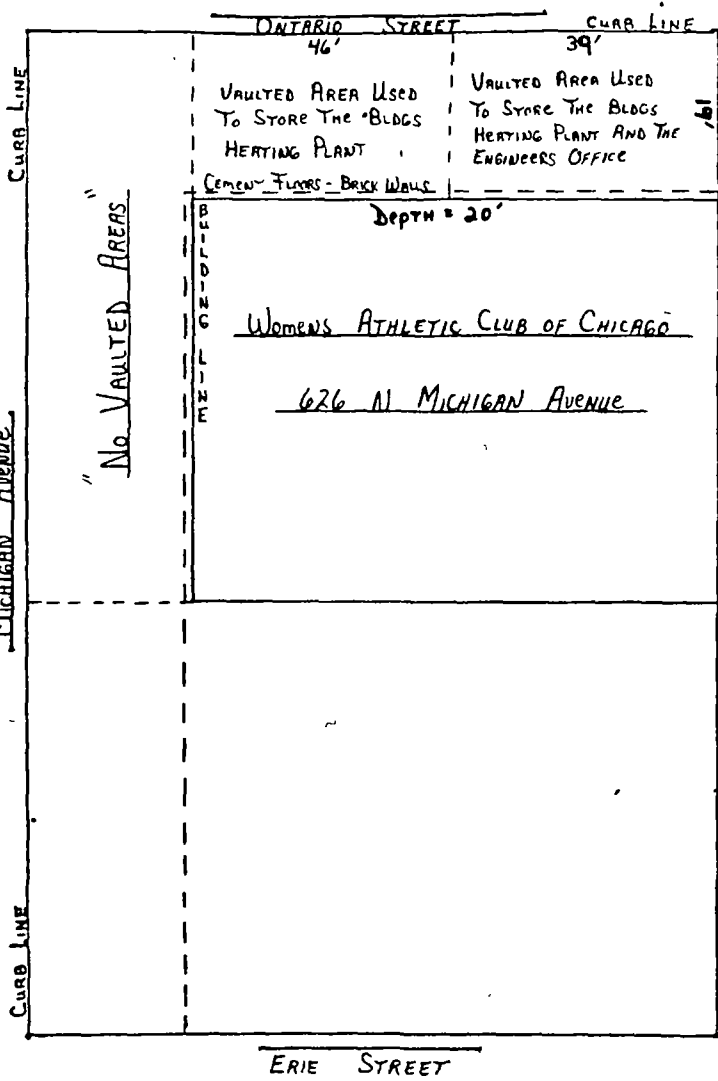 ONTARIO STREET
CURB LINE
46'
39'
VAULTED AREA USED
TO STORE THE BLDGS
HEATING PLANT
CEMENT FLOORS - BRICK WALLS
VAULTED AREA USED
TO STORE THE BLDGS
HEATING PLANT AND THE
ENGINEERS OFFICE
19'
DEPTH = 20'
CURB LINE
"NO VAULTED AREAS"
BUILDING LINE
WOMENS ATHLETIC CLUB OF CHICAGO
626 N MICHIGAN AVENUE
MICHIGAN AVENUE
CURB LINE
ERIE STREET